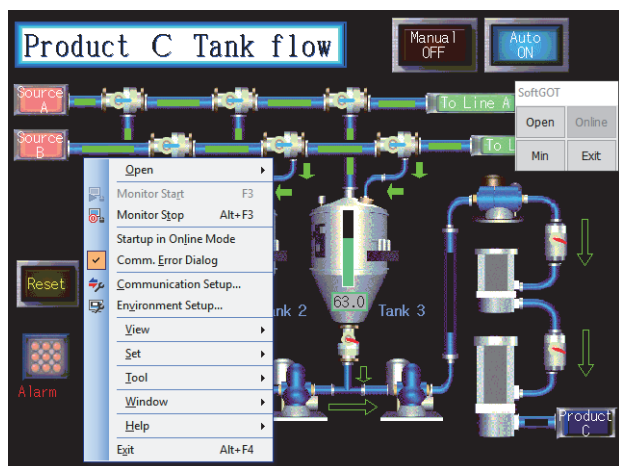 Product C Tank flow
Manual
OFF
Auto
ON
Source
A
To Line A
SoftGOT
Open
Online
Min
Exit
Source
B
To L
Open
Monitor Start F3
Monitor Stop Alt+F3
Startup in Online Mode
Comm. Error Dialog
Communication Setup...
Environment Setup...
View
Set
Tool
Window
Help
Exit Alt+F4
Reset
Alarm
nk 2
63.0
Tank 3
Product
C